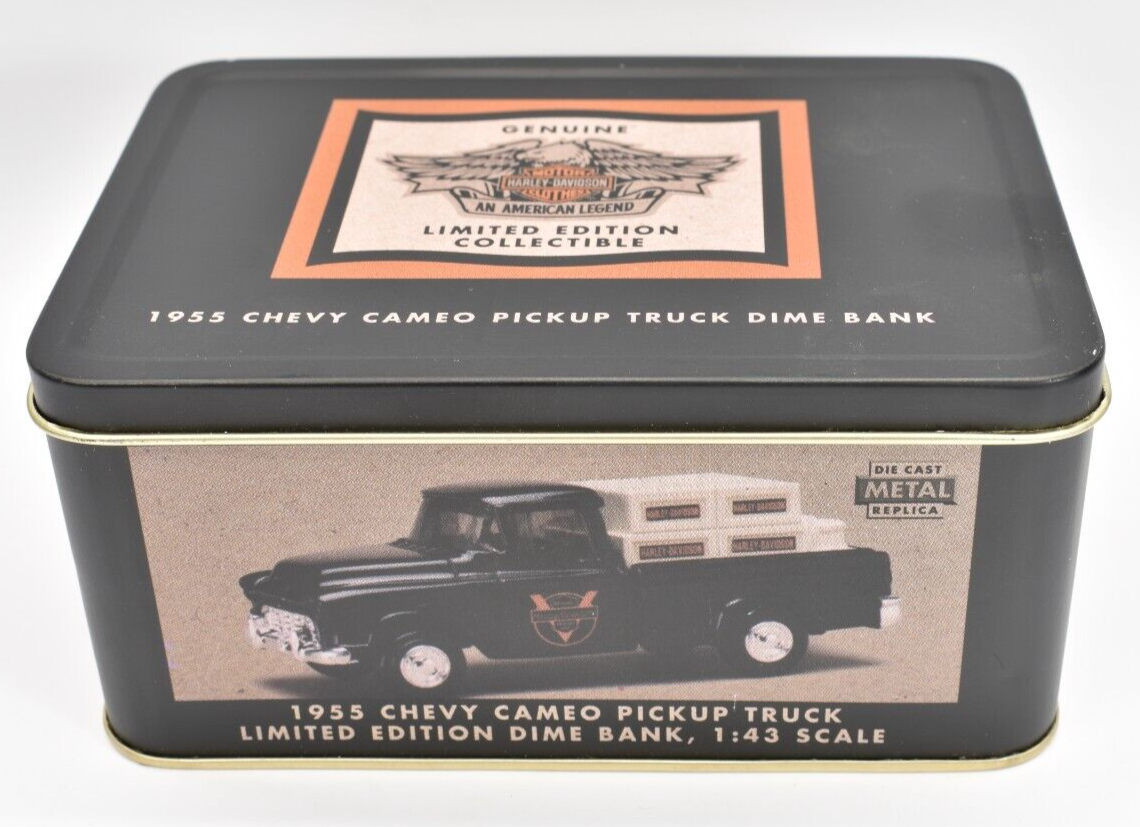 GENUINE
MOTOR
HARLEY-DAVIDSON
CLOTHES
AN AMERICAN LEGEND
LIMITED EDITION
COLLECTIBLE
1955 CHEVY CAMEO PICKUP TRUCK DIME BANK
DIE CAST
METAL
REPLICA
HARLEY-DAVIDSON HARLEY-DAVIDSON
HARLEY-DAVIDSON HARLEY-DAVIDSON
1955 CHEVY CAMEO PICKUP TRUCK
LIMITED EDITION DIME BANK, 1:43 SCALE